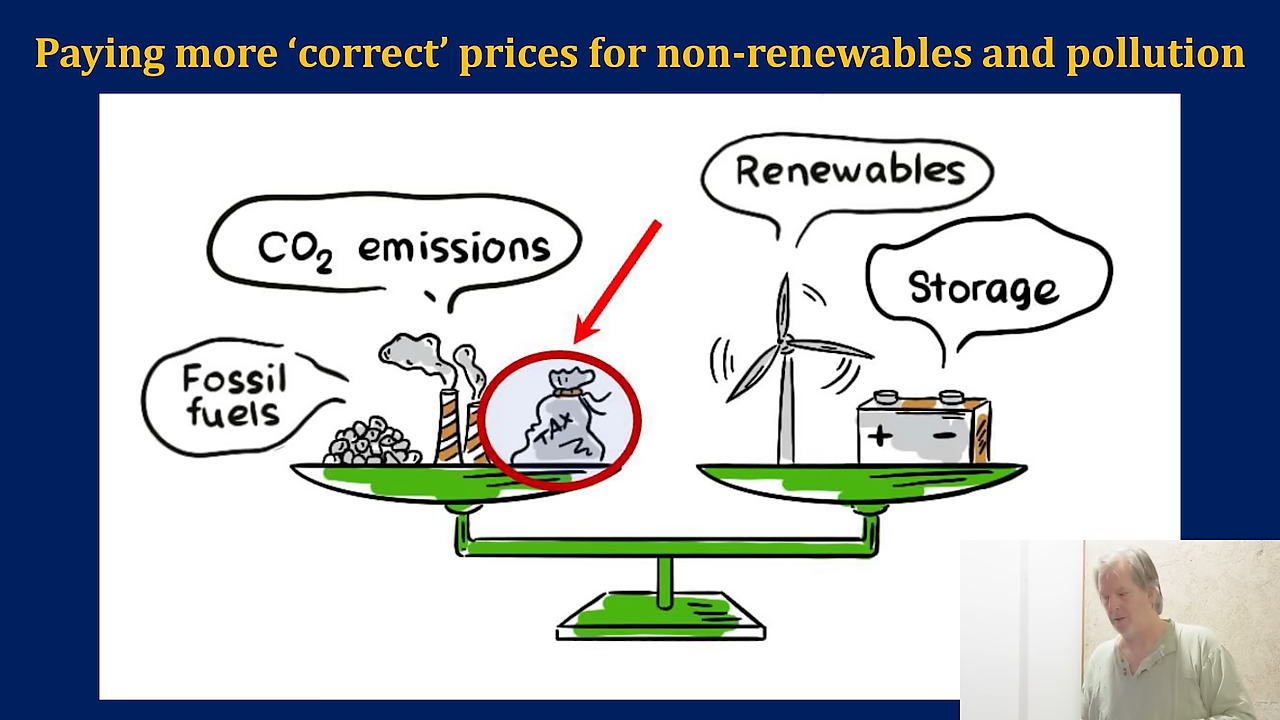 Paying more ‘correct’ prices for non-renewables and pollution
Renewables
CO₂ emissions
Storage
Fossil
fuels
TAX
+ −